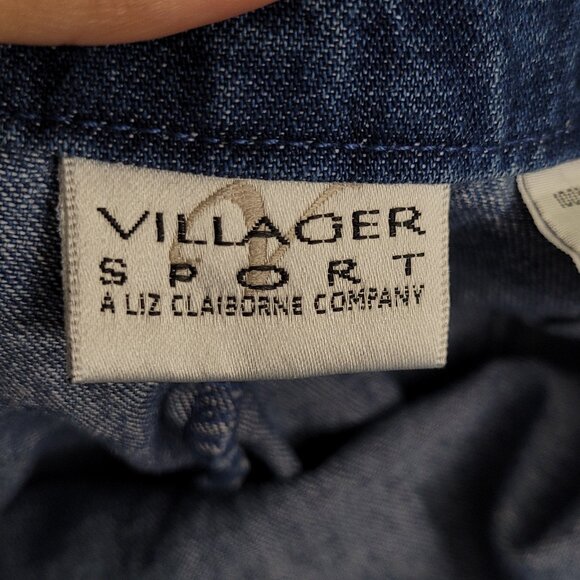 VILLAGER
SPORT
A LIZ CLAIBORNE COMPANY